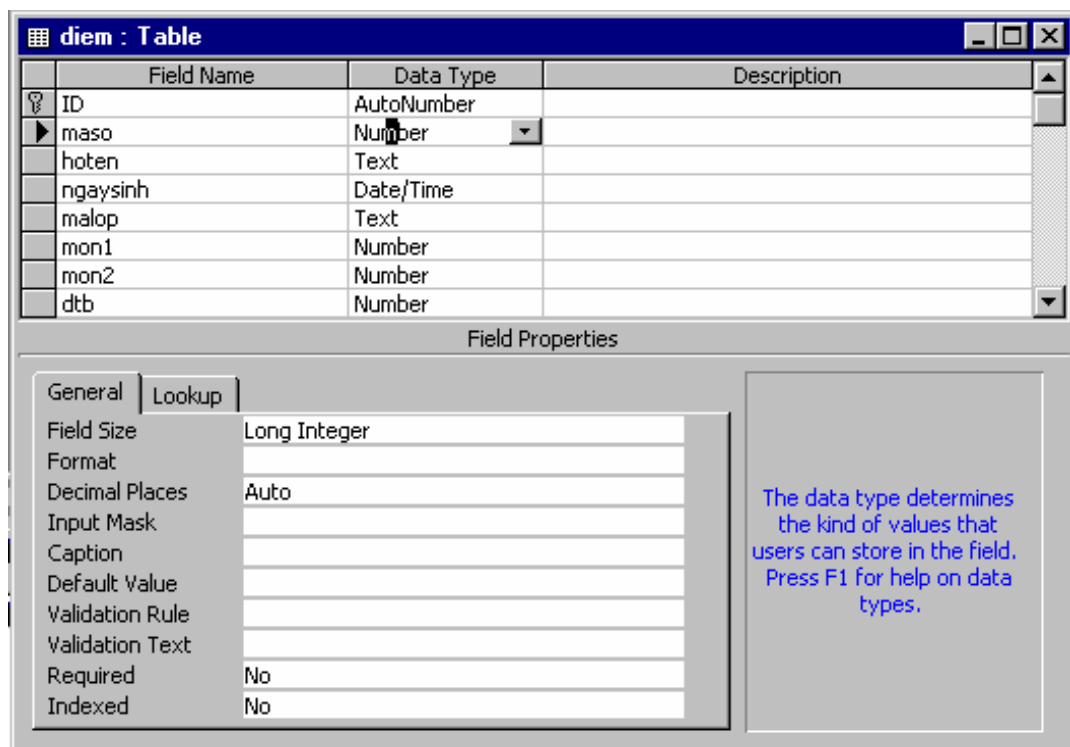 diem : Table
Field Name Data Type Description
ID AutoNumber
maso Number
hoten Text
ngaysinh Date/Time
malop Text
mon1 Number
mon2 Number
dtb Number
Field Properties
General Lookup
Field Size Long Integer
Format
Decimal Places Auto
Input Mask
Caption
Default Value
Validation Rule
Validation Text
Required No
Indexed No
The data type determines
the kind of values that
users can store in the field.
Press F1 for help on data
types.